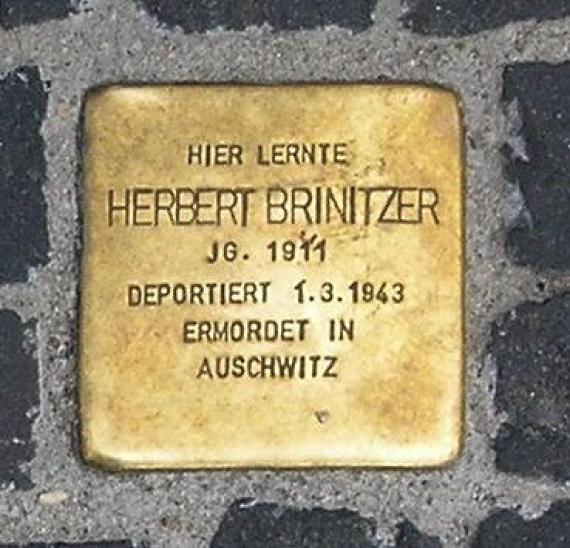 HIER LERNTE
HERBERT BRINITZER
JG. 1911
DEPORTIERT 1.3.1943
ERMORDET IN
AUSCHWITZ